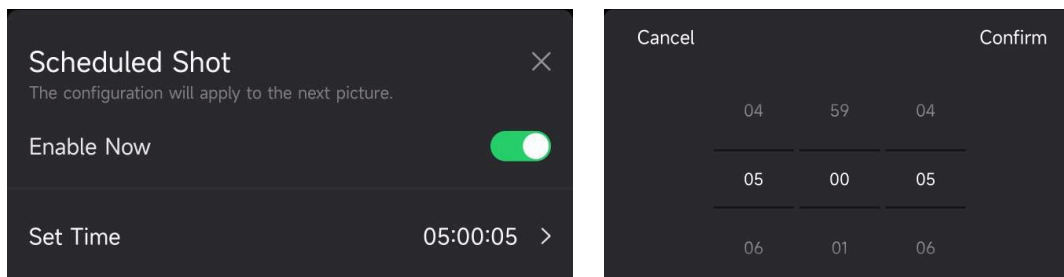 Scheduled Shot
The configuration will apply to the next picture.
Enable Now
Set Time 05:00:05 >
Cancel Confirm
04 59 04
05 00 05
06 01 06